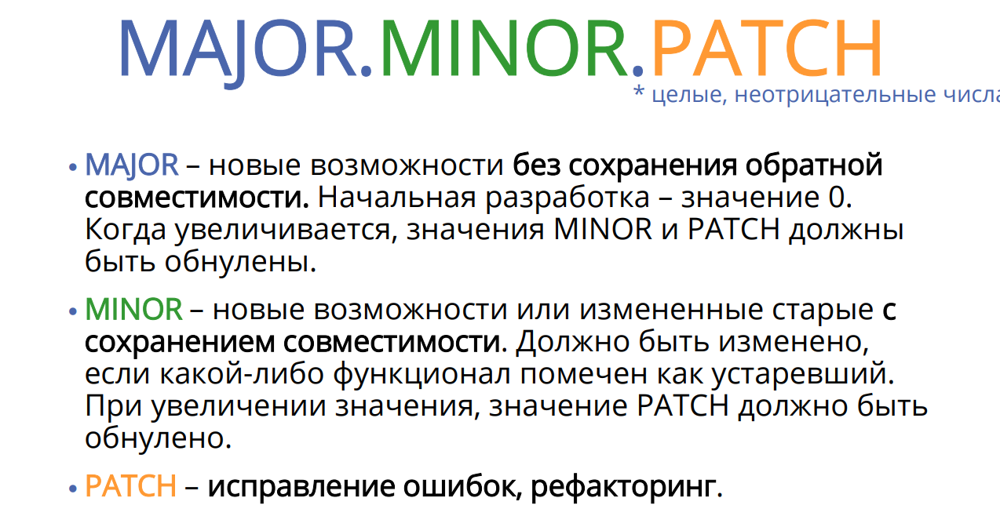 MAJOR.MINOR.PATCH
* целые, неотрицательные числа
• MAJOR – новые возможности без сохранения обратной
совместимости. Начальная разработка – значение 0.
Когда увеличивается, значения MINOR и PATCH должны
быть обнулены.
• MINOR – новые возможности или измененные старые с
сохранением совместимости. Должно быть изменено,
если какой-либо функционал помечен как устаревший.
При увеличении значения, значение PATCH должно быть
обнулено.
• PATCH – исправление ошибок, рефакторинг.